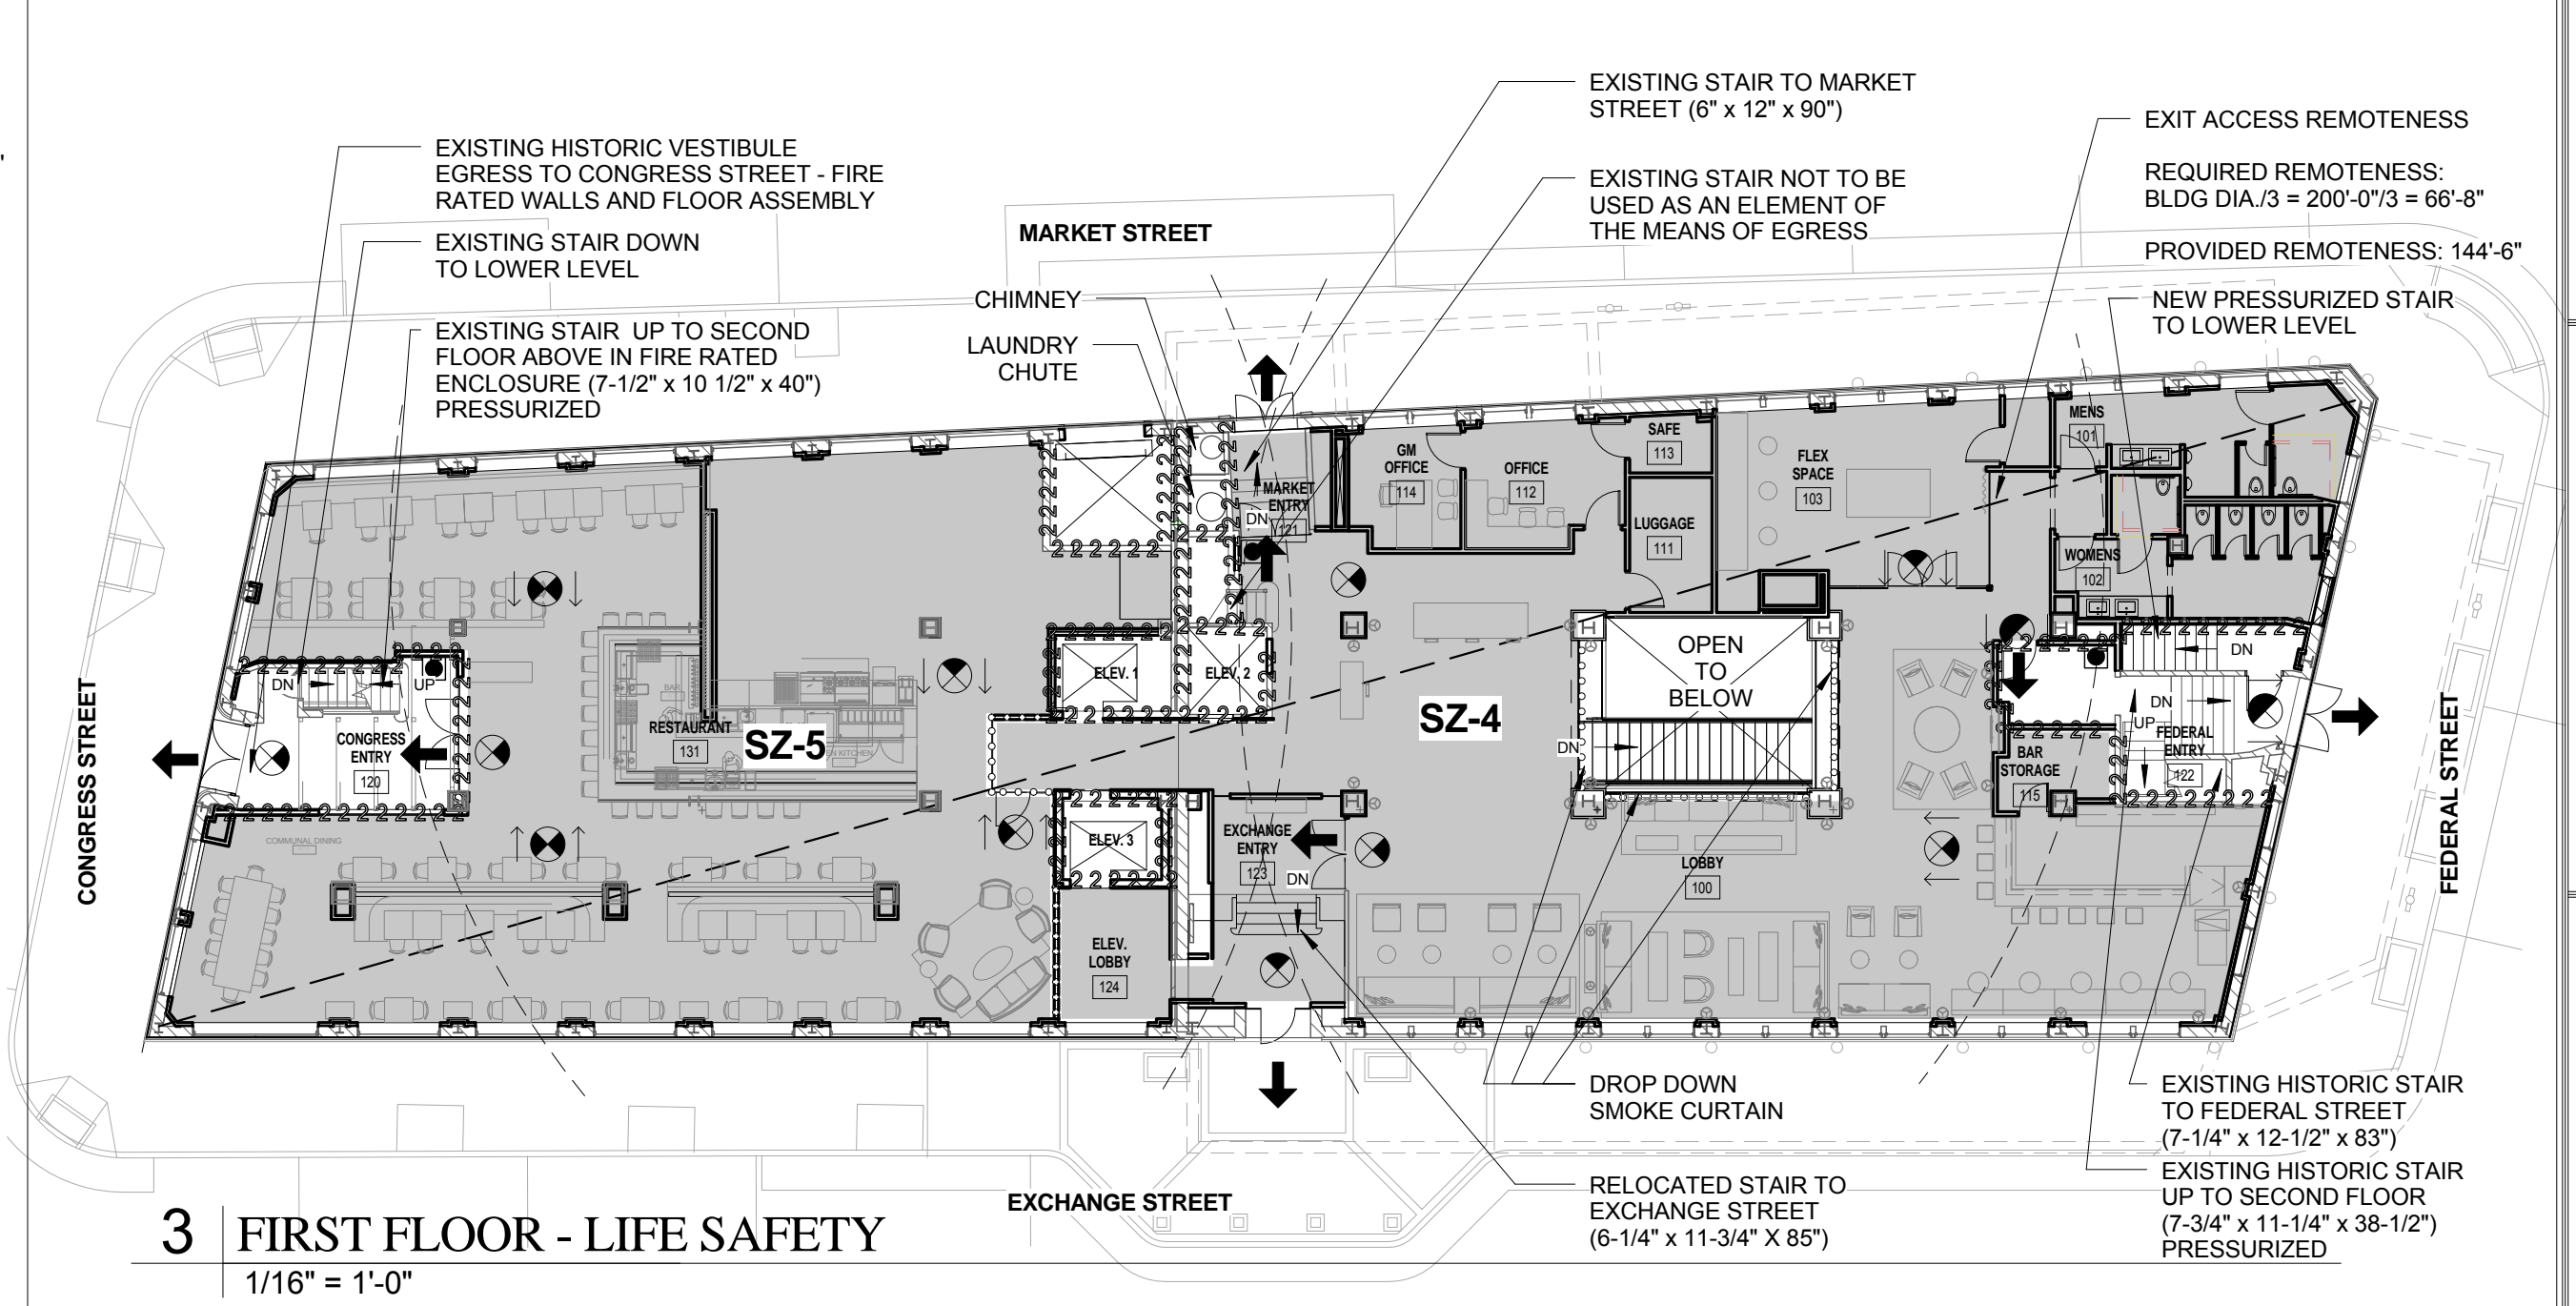 EXISTING STAIR TO MARKET
STREET (6" x 12" x 90")
EXIT ACCESS REMOTENESS
REQUIRED REMOTENESS:
BLDG DIA./3 = 200'-0"/3 = 66'-8"
PROVIDED REMOTENESS: 144'-6"
EXISTING HISTORIC VESTIBULE
EGRESS TO CONGRESS STREET - FIRE
RATED WALLS AND FLOOR ASSEMBLY
EXISTING STAIR NOT TO BE
USED AS AN ELEMENT OF
THE MEANS OF EGRESS
MARKET STREET
EXISTING STAIR DOWN
TO LOWER LEVEL
CHIMNEY
NEW PRESSURIZED STAIR
TO LOWER LEVEL
EXISTING STAIR UP TO SECOND
FLOOR ABOVE IN FIRE RATED
ENCLOSURE (7-1/2" x 10 1/2" x 40")
PRESSURIZED
LAUNDRY
CHUTE
MENS
101
SAFE
113
GM
OFFICE
114
OFFICE
112
FLEX
SPACE
103
MARKET
ENTRY
121
DN
LUGGAGE
111
WOMENS
102
OPEN
TO
BELOW
DN
ELEV. 1
ELEV. 2
DN
UP
DN
UP
FEDERAL
ENTRY
122
CONGRESS STREET
CONGRESS
ENTRY
120
BAR
RESTAURANT
131
SZ-5
KITCHEN
SZ-4
DN
BAR
STORAGE
115
FEDERAL STREET
COMMUNAL DINING
ELEV. 3
EXCHANGE
ENTRY
123
DN
LOBBY
100
ELEV.
LOBBY
124
DROP DOWN
SMOKE CURTAIN
EXISTING HISTORIC STAIR
TO FEDERAL STREET
(7-1/4" x 12-1/2" x 83")
EXISTING HISTORIC STAIR
UP TO SECOND FLOOR
(7-3/4" x 11-1/4" x 38-1/2")
PRESSURIZED
RELOCATED STAIR TO
EXCHANGE STREET
(6-1/4" x 11-3/4" X 85")
EXCHANGE STREET
3 FIRST FLOOR - LIFE SAFETY
1/16" = 1'-0"